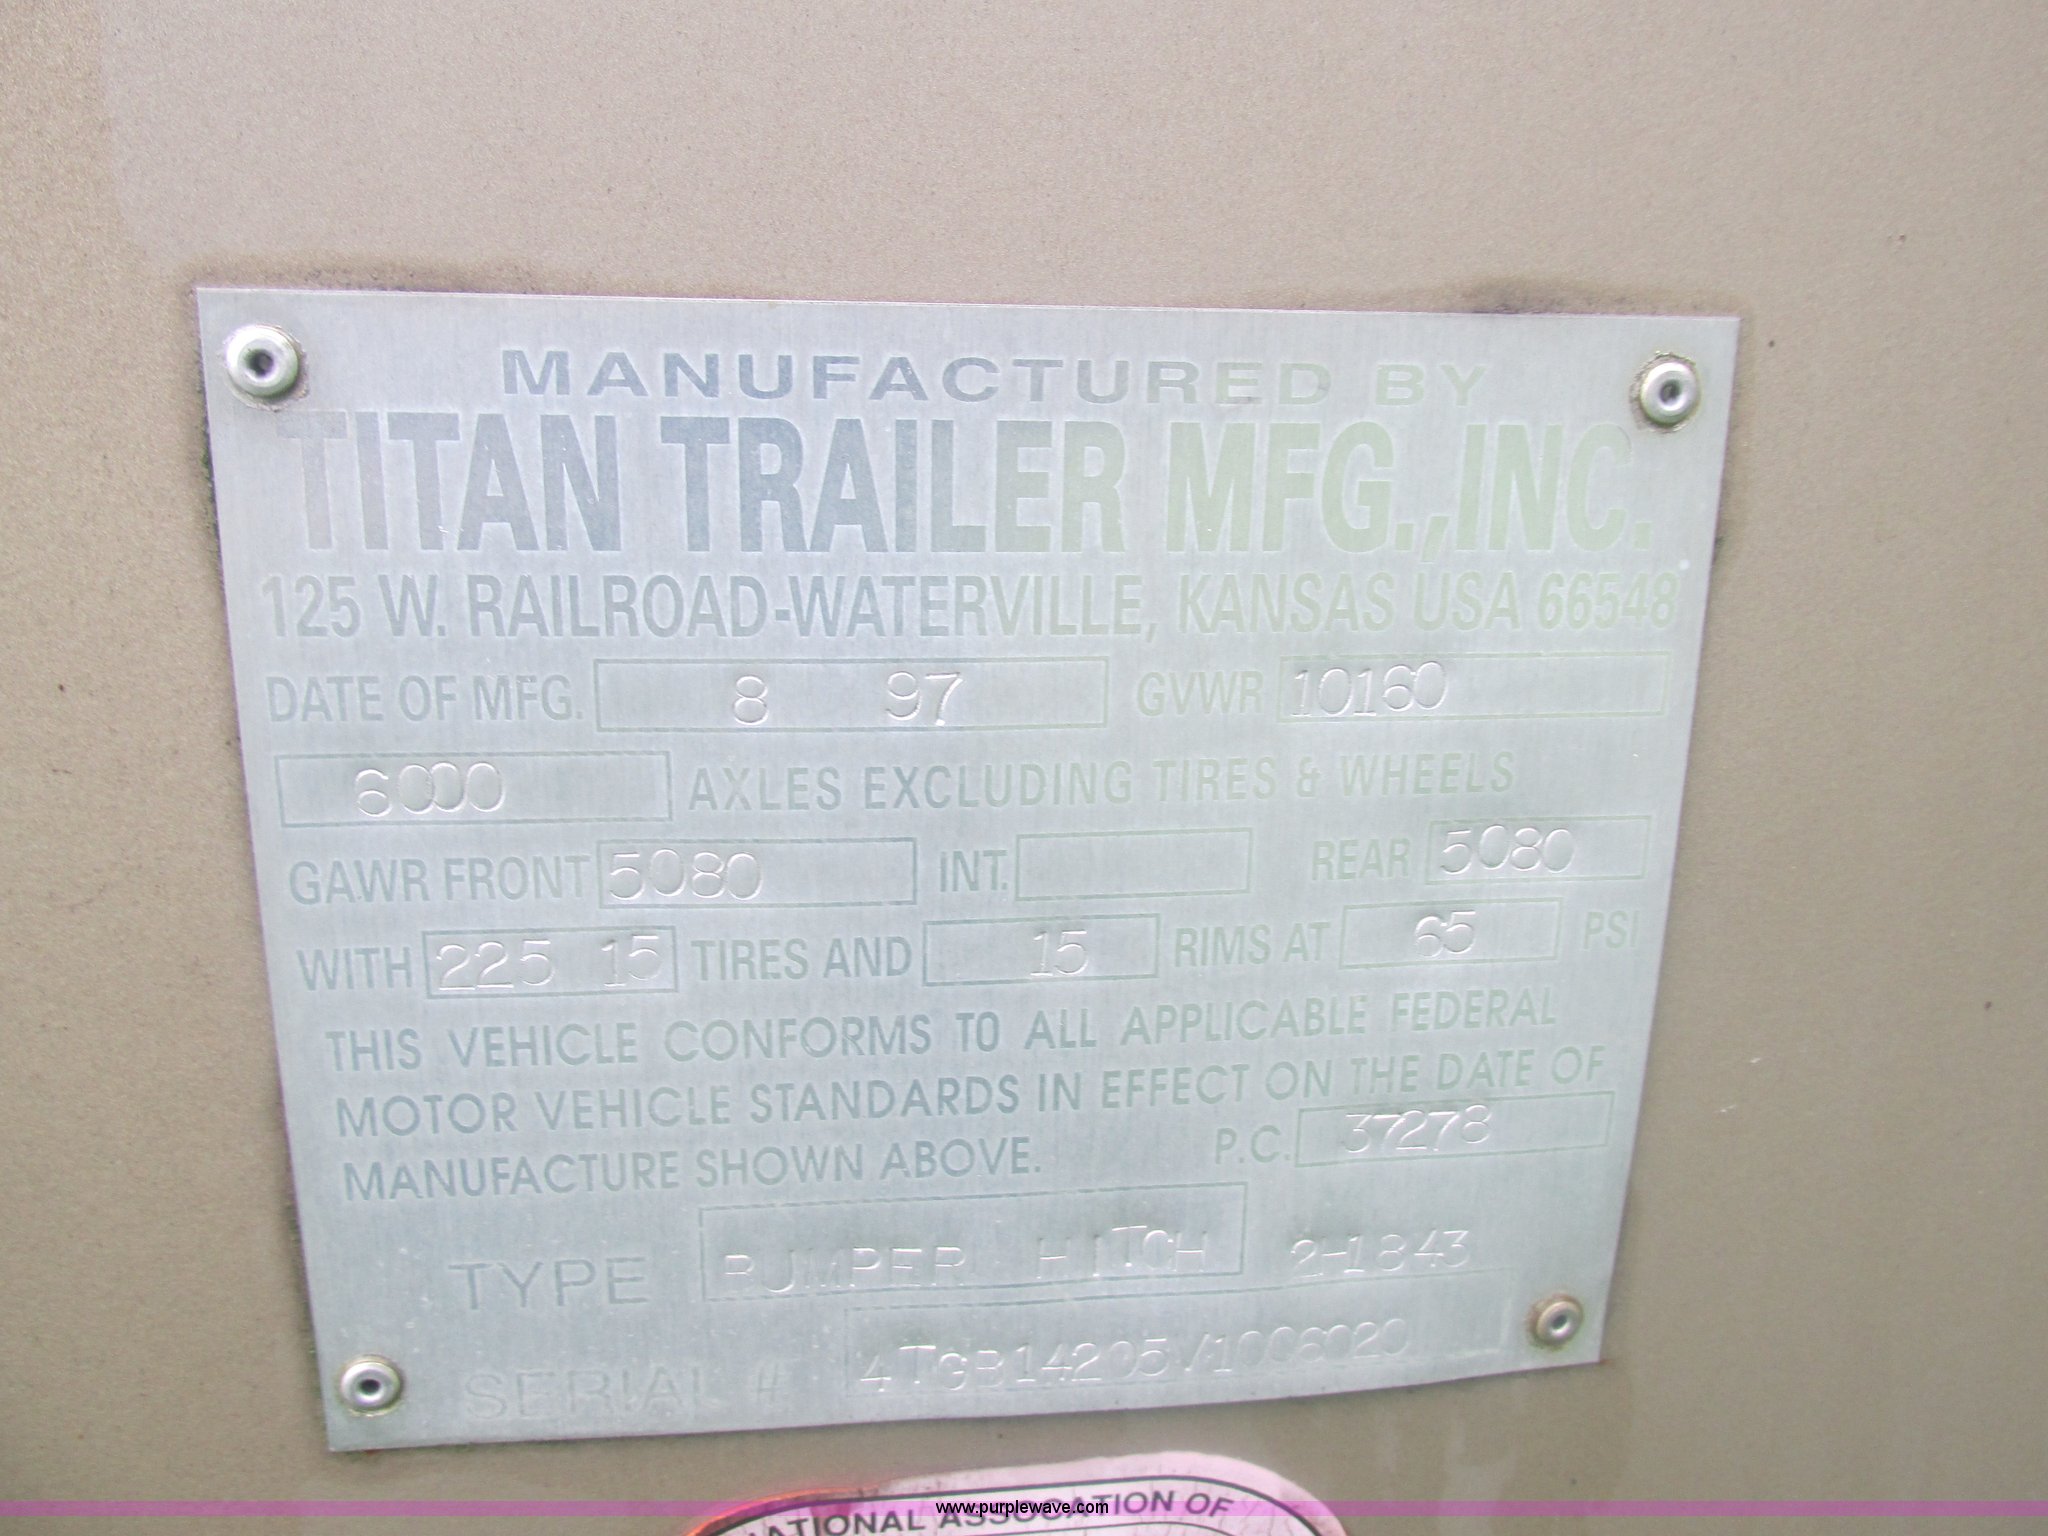 MANUFACTURED BY
TITAN TRAILER MFG.,INC.
125 W. RAILROAD-WATERVILLE, KANSAS USA 66548
DATE OF MFG. 8 97 GVWR 10160
6000 AXLES EXCLUDING TIRES & WHEELS
GAWR FRONT 5080 INT. REAR 5080
WITH 225 15 TIRES AND 15 RIMS AT 65 PSI
THIS VEHICLE CONFORMS TO ALL APPLICABLE FEDERAL
MOTOR VEHICLE STANDARDS IN EFFECT ON THE DATE OF
MANUFACTURE SHOWN ABOVE. P.C. 37278
TYPE BUMPER HITCH 2-1843
SERIAL # 4TGB14205V1006020
NATIONAL ASSOCATION OF
www.purplewave.com